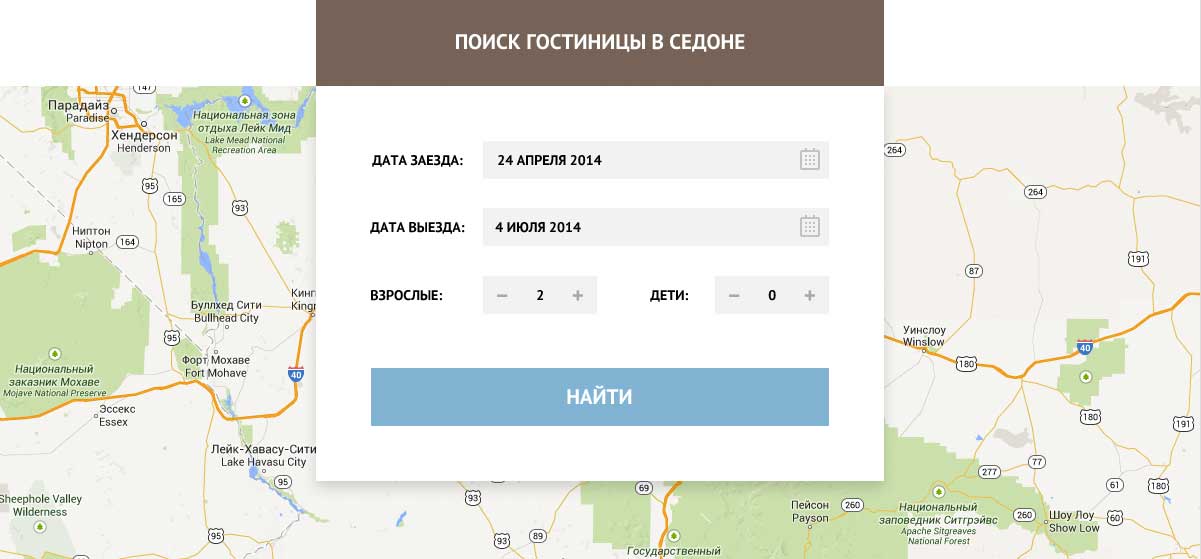 ПОИСК ГОСТИНИЦЫ В СЕДОНЕ
ДАТА ЗАЕЗДА: 24 АПРЕЛЯ 2014
ДАТА ВЫЕЗДА: 4 ИЮЛЯ 2014
ВЗРОСЛЫЕ: − 2 + ДЕТИ: − 0 +
НАЙТИ
147
Парадайз
Paradise
Национальная зона
отдыха Лейк Мид
Lake Mead National
Recreation Area
Хендерсон
Henderson
95
165
93
Ниптон
Nipton
164
Буллхед Сити
Bullhead City
Кинг
Kingr
95
Форт Мохаве
Fort Mohave
40
Национальный
заказник Мохаве
Mojave National Preserve
Эссекс
Essex
Лейк-Хавасу-Сити
Lake Havasu City
95
Sheephole Valley
Wilderness
95
264
264
191
87
Уинслоу
Winslow
180
40
180
191
77
277
61
180
69
93
93
89
Государственный
Пейсон
Payson
260
Национальный
заповедник Ситгрэйвс
Apache Sitgreaves
National Forest
260
Шоу Лоу
Show Low
60